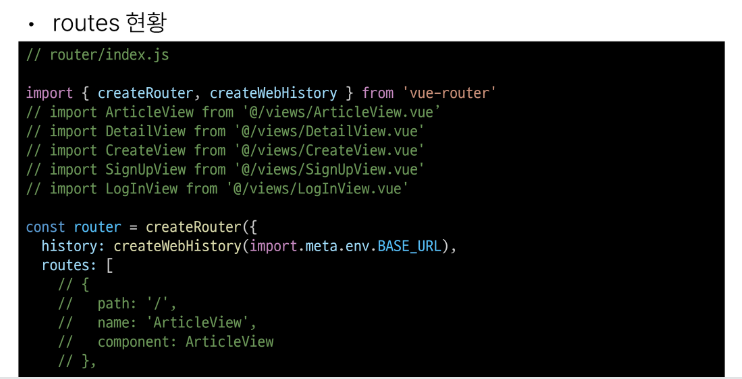 • routes 현황
// router/index.js
import { createRouter, createWebHistory } from 'vue-router'
// import ArticleView from '@/views/ArticleView.vue'
// import DetailView from '@/views/DetailView.vue'
// import CreateView from '@/views/CreateView.vue'
// import SignUpView from '@/views/SignUpView.vue'
// import LogInView from '@/views/LogInView.vue'
const router = createRouter({
  history: createWebHistory(import.meta.env.BASE_URL),
  routes: [
    // {
    //   path: '/',
    //   name: 'ArticleView',
    //   component: ArticleView
    // },